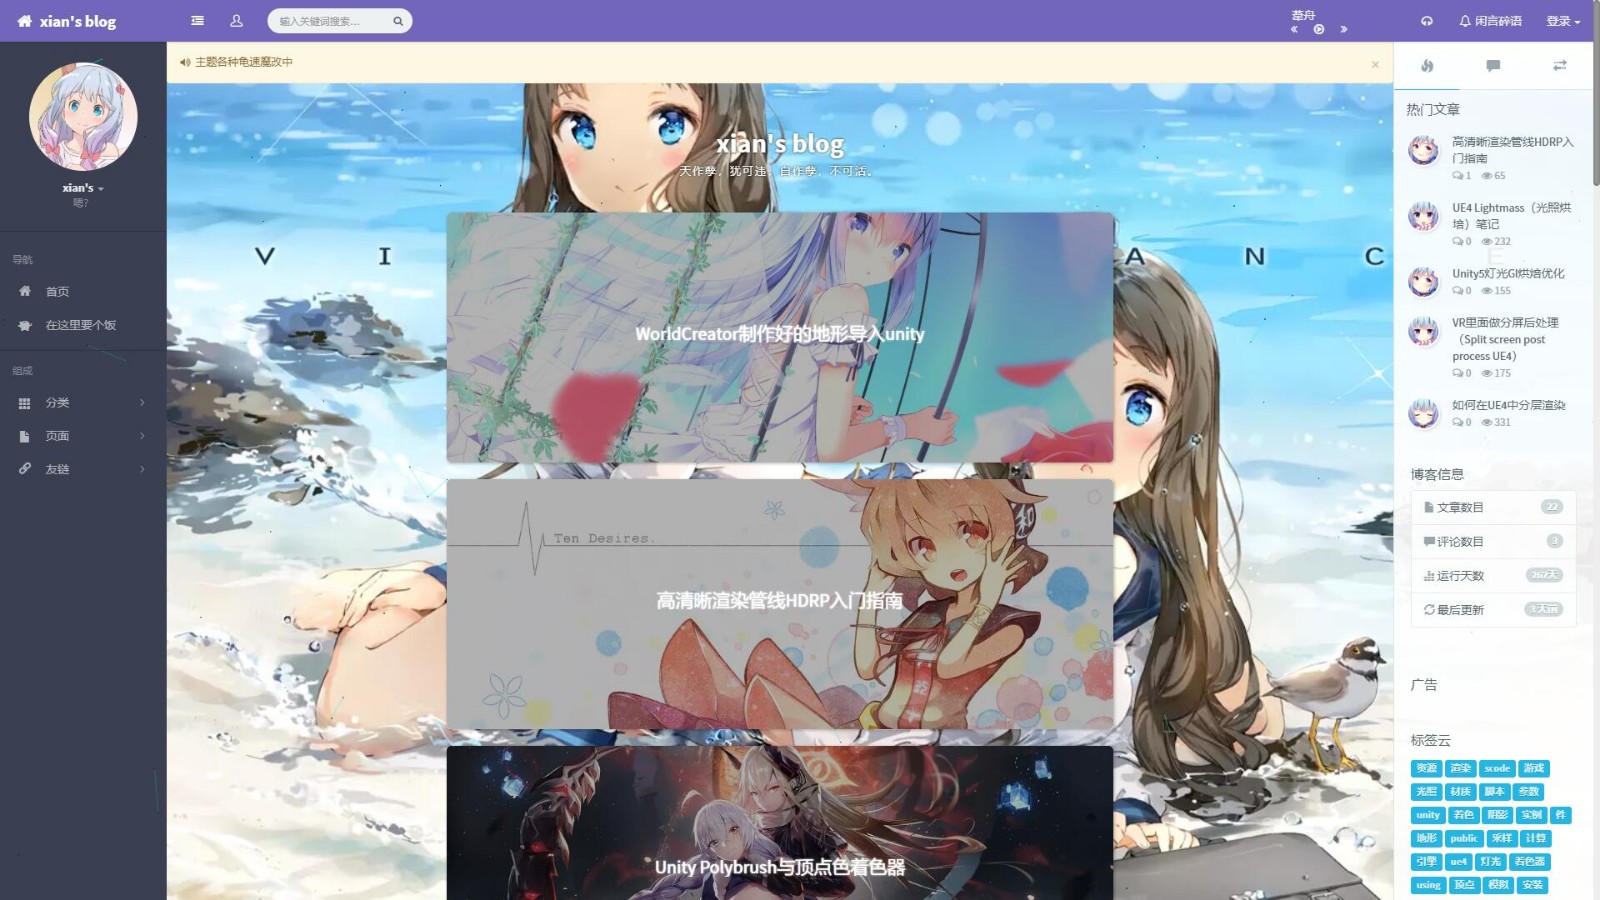 xian's blog
输入关键词搜索...
葦舟
闲言碎语
登录
主题各种龟速魔改中
×
xian's
嗯?
导航
首页
在这里要个饭
组成
分类
页面
友链
xian's blog
天作孽，犹可违，自作孽，不可活。
V I A N C E
WorldCreator制作好的地形导入unity
Ten Desires.
高清晰渲染管线HDRP入门指南
Unity Polybrush与顶点色着色器
热门文章
高清晰渲染管线HDRP入
门指南
1 65
UE4 Lightmass（光照烘
焙）笔记
0 232
Unity5灯光GI烘焙优化
0 155
VR里面做分屏后处理
（Split screen post
process UE4）
0 175
如何在UE4中分层渲染
0 331
博客信息
文章数目 22
评论数目 3
运行天数 267天
最后更新 3天前
广告
标签云
资源 渲染 scode 游戏
光照 材质 脚本 参数
unity 着色 阴影 实例 件
地形 public 采样 计算
引擎 ue4 灯光 着色器
using 顶点 模拟 安装